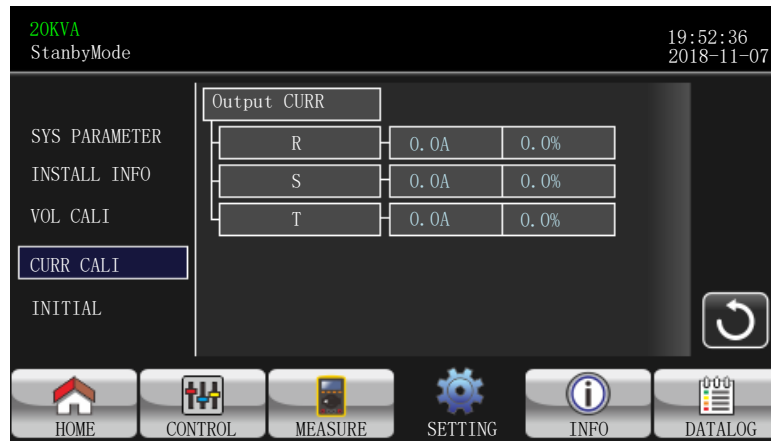 20KVA
StanbyMode
19:52:36
2018-11-07
SYS PARAMETER
INSTALL INFO
VOL CALI
CURR CALI
INITIAL
Output CURR
R 0.0A 0.0%
S 0.0A 0.0%
T 0.0A 0.0%
HOME CONTROL MEASURE SETTING INFO DATALOG